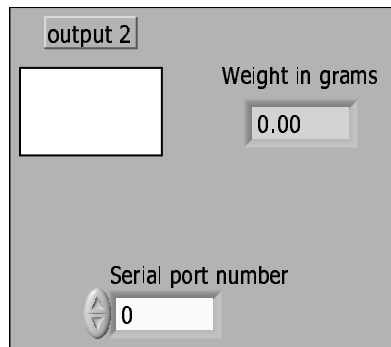 output 2
Weight in grams
0.00
Serial port number
0